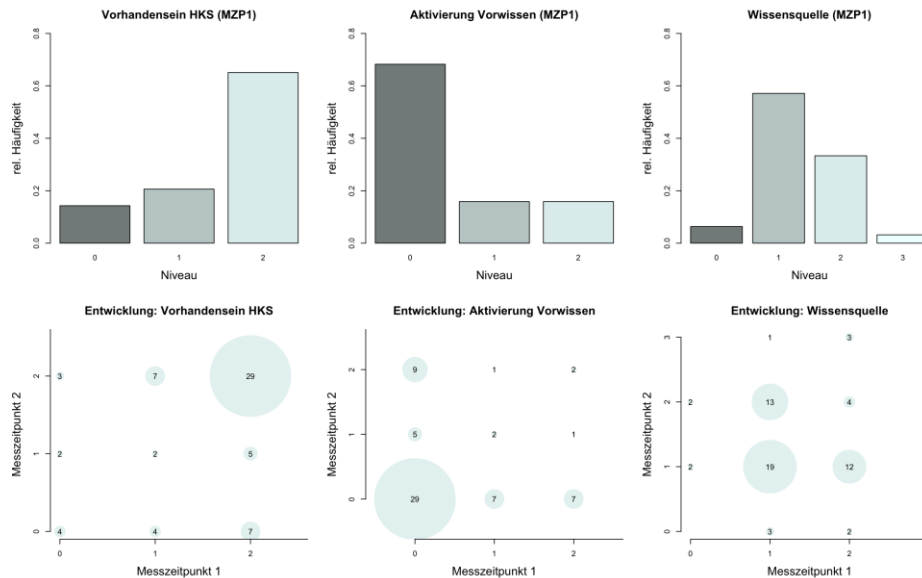 Vorhandensein HKS (MZP1)
rel. Häufigkeit
0.0 0.2 0.4 0.6 0.8
0 1 2
Niveau
Aktivierung Vorwissen (MZP1)
rel. Häufigkeit
0.0 0.2 0.4 0.6 0.8
0 1 2
Niveau
Wissensquelle (MZP1)
rel. Häufigkeit
0.0 0.2 0.4 0.6 0.8
0 1 2 3
Niveau
Entwicklung: Vorhandensein HKS
Messzeitpunkt 2
0 1 2
3 7 29
2 2 5
4 4 7
0 1 2
Messzeitpunkt 1
Entwicklung: Aktivierung Vorwissen
Messzeitpunkt 2
0 1 2
9 1 2
5 2 1
29 7 7
0 1 2
Messzeitpunkt 1
Entwicklung: Wissensquelle
Messzeitpunkt 2
0 1 2 3
1 3
2 13 4
2 19 12
3 2
0 1 2
Messzeitpunkt 1